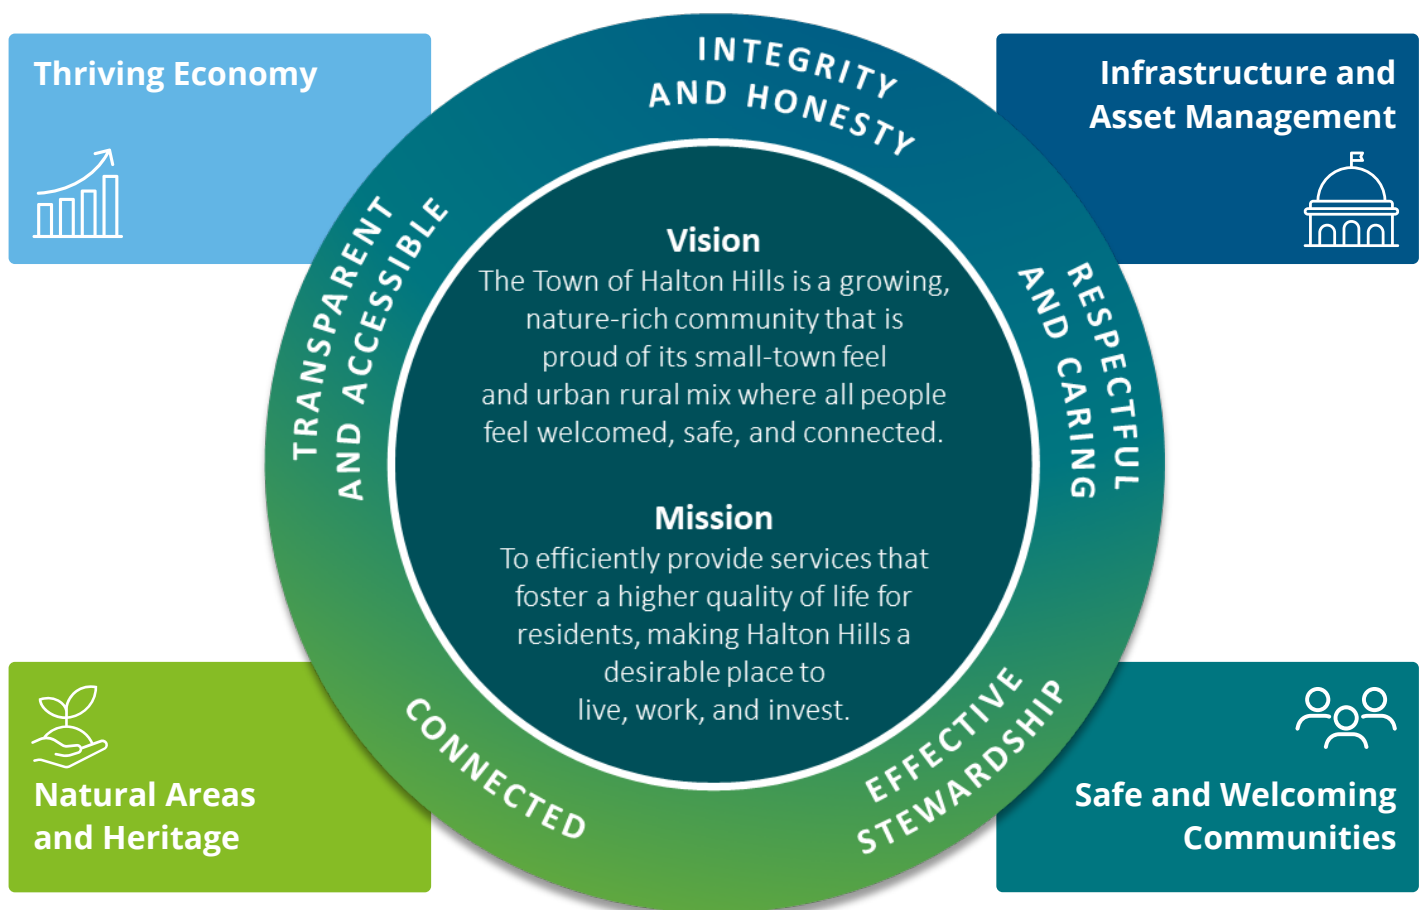 Thriving Economy
INTEGRITY
AND HONESTY
Infrastructure and
Asset Management
TRANSPARENT
AND ACCESSIBLE
RESPECTFUL
AND CARING
Vision
The Town of Halton Hills is a growing,
nature-rich community that is
proud of its small-town feel
and urban rural mix where all people
feel welcomed, safe, and connected.
Mission
To efficiently provide services that
foster a higher quality of life for
residents, making Halton Hills a
desirable place to
live, work, and invest.
CONNECTED
EFFECTIVE
STEWARDSHIP
Natural Areas
and Heritage
Safe and Welcoming
Communities